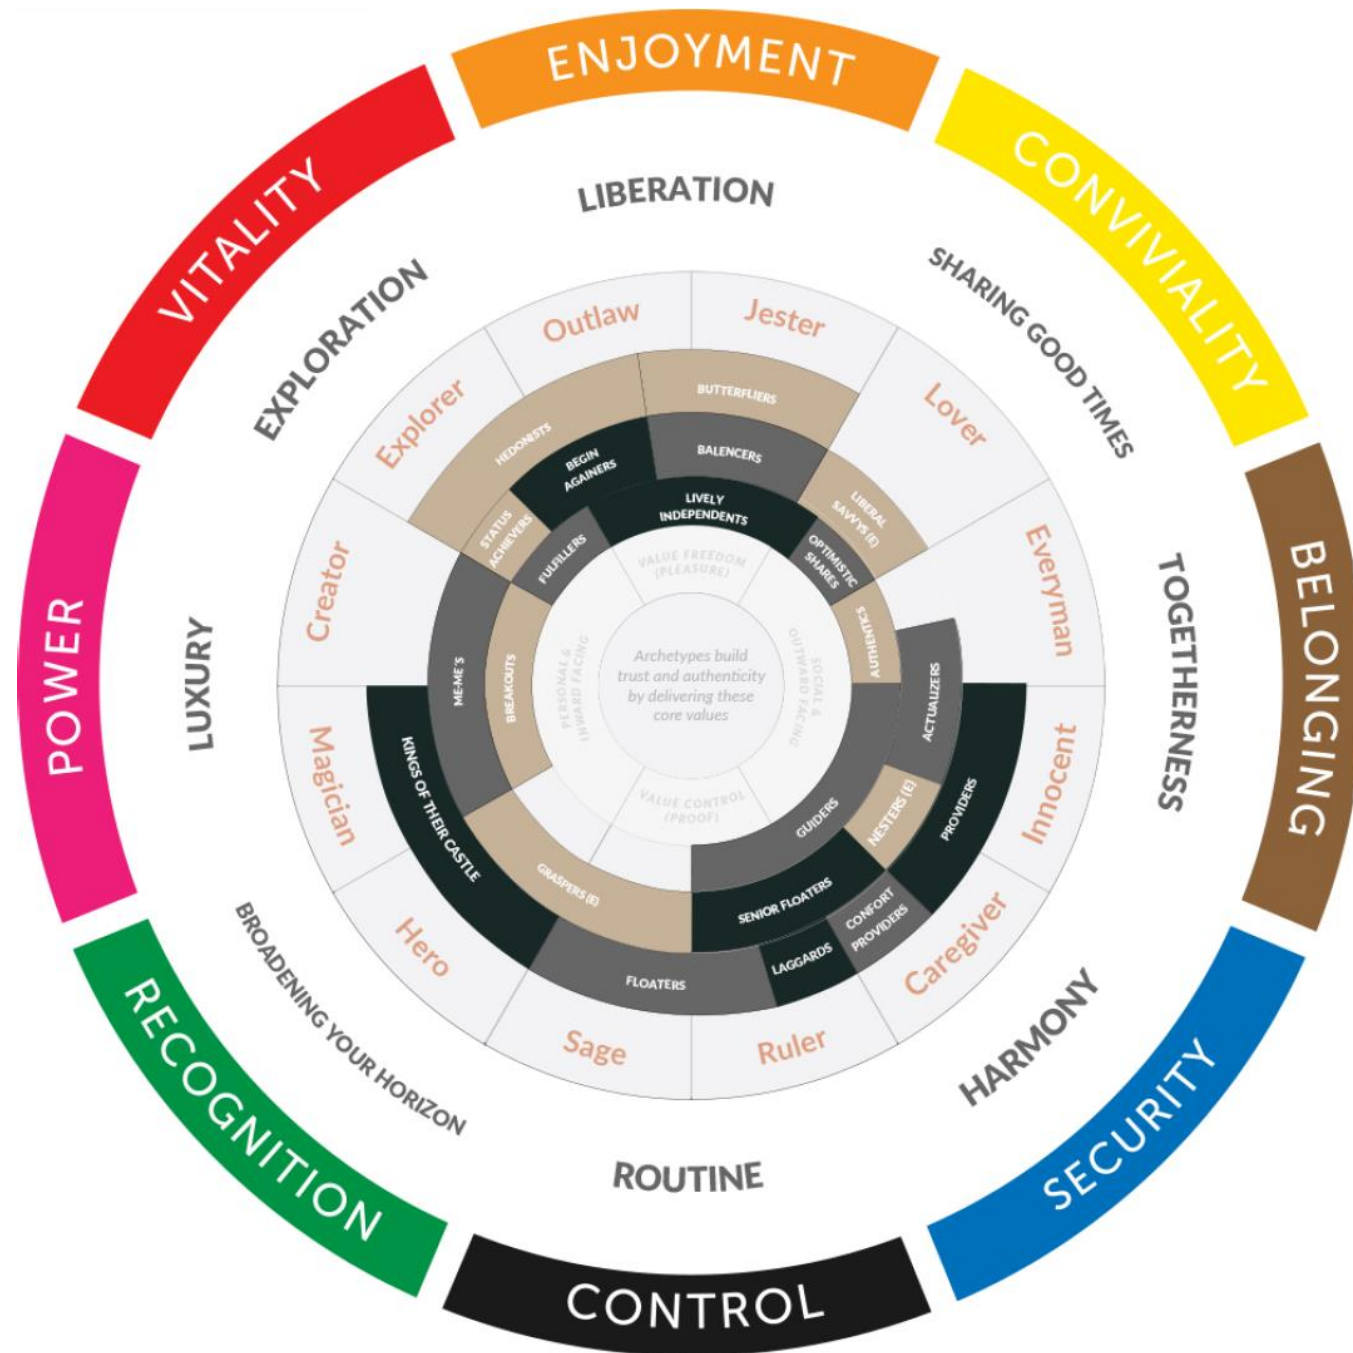 ENJOYMENT
CONVIVIALITY
BELONGING
SECURITY
CONTROL
RECOGNITION
POWER
VITALITY
LIBERATION
SHARING GOOD TIMES
TOGETHERNESS
HARMONY
ROUTINE
BROADENING YOUR HORIZON
LUXURY
EXPLORATION
Outlaw
Jester
Lover
Everyman
Innocent
Caregiver
Ruler
Sage
Hero
Magician
Creator
Explorer
HEDONISTS
BUTTERFLIERS
BEGIN
AGAINERS
BALENCERS
LIBERAL
SAVVYS (E)
STATUS
ACHIEVERS
FULFILLERS
LIVELY
INDEPENDENTS
OPTIMISTIC
SHARES
AUTHENTICS
ACTUALIZERS
PROVIDERS
NESTERS (E)
GUIDERS
CONFORT
PROVIDERS
SENIOR FLOATERS
LAGGARDS
FLOATERS
GRASPERS (E)
KINGS OF THEIR CASTLE
ME-ME'S
BREAKOUTS
VALUE FREEDOM
(PLEASURE)
SOCIAL &
OUTWARD FACING
VALUE CONTROL
(PROOF)
PERSONAL &
INWARD FACING
Archetypes build
trust and authenticity
by delivering these
core values